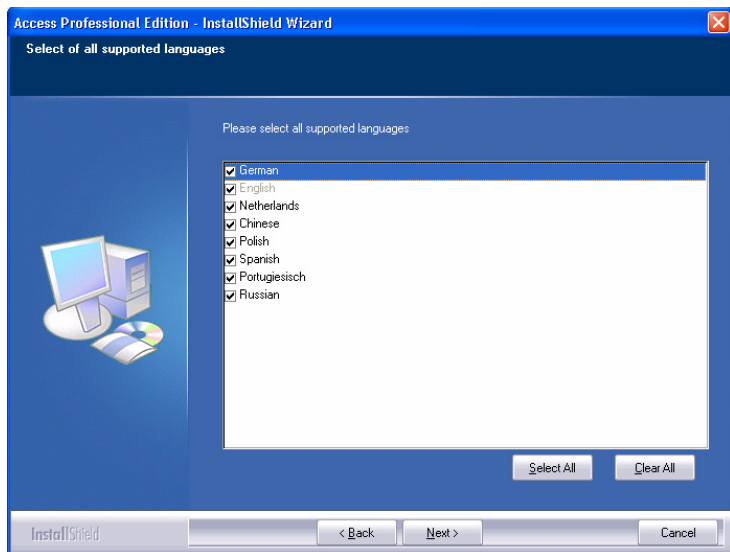 Access Professional Edition - InstallShield Wizard
Select of all supported languages
Please select all supported languages
German
English
Netherlands
Chinese
Polish
Spanish
Portugiesisch
Russian
Select All
Clear All
InstallShield
< Back
Next >
Cancel